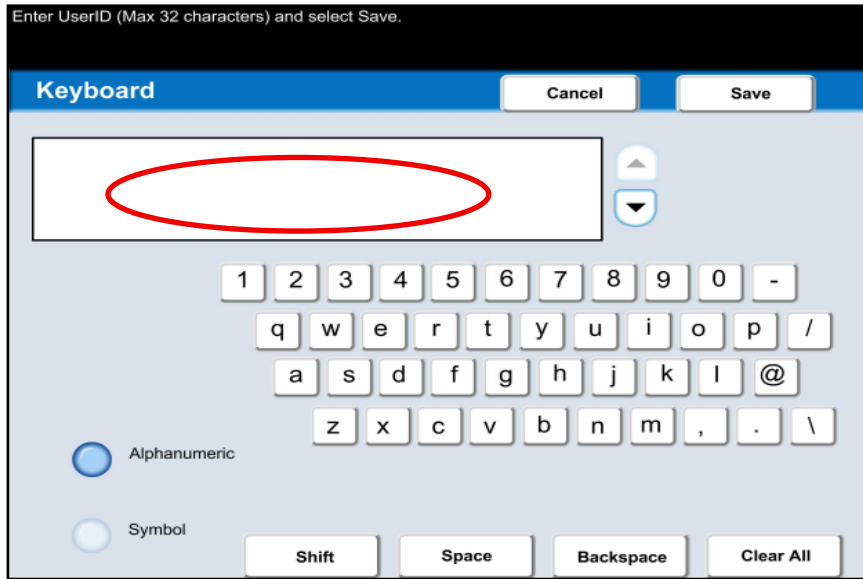 Enter UserID (Max 32 characters) and select Save.
Keyboard Cancel Save
1 2 3 4 5 6 7 8 9 0 -
q w e r t y u i o p /
a s d f g h j k l @
z x c v b n m , . \
Alphanumeric
Symbol
Shift Space Backspace Clear All